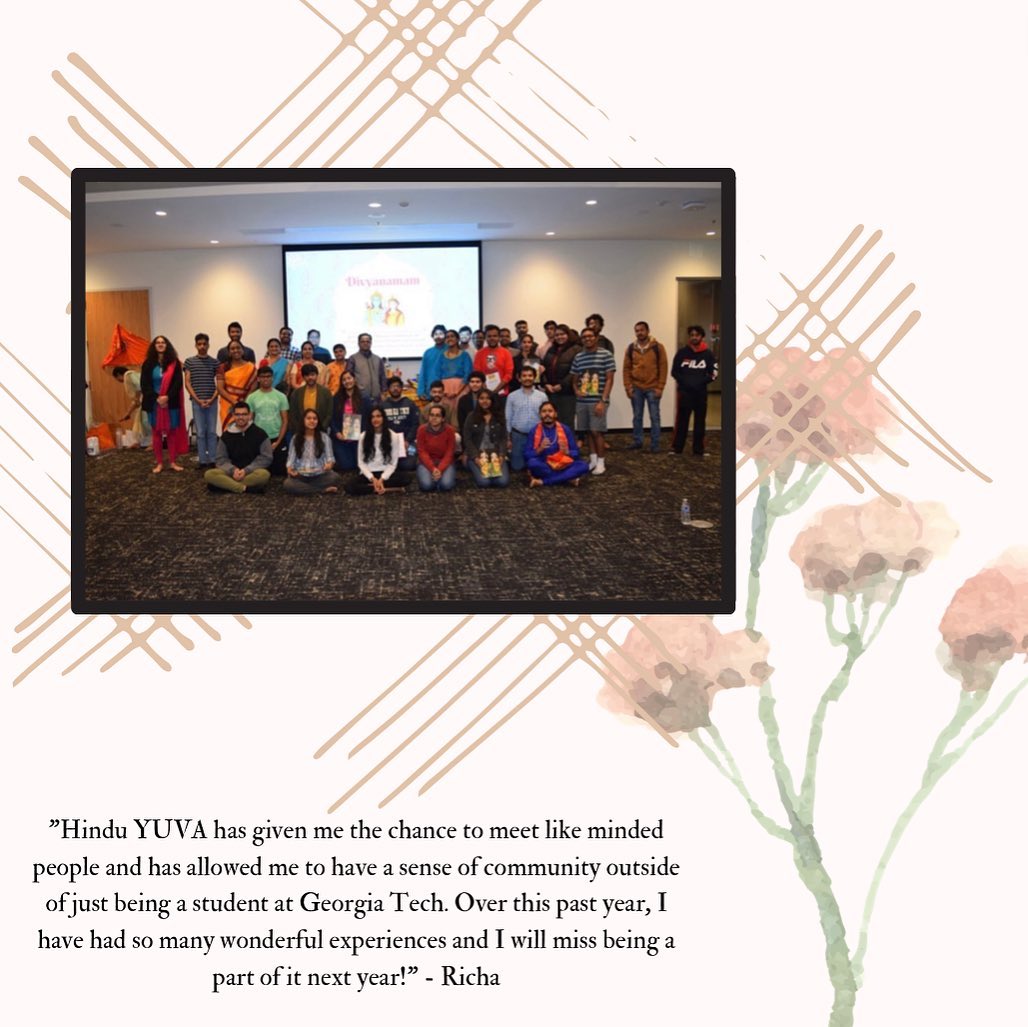 Divyanamam
FILA
"Hindu YUVA has given me the chance to meet like minded
people and has allowed me to have a sense of community outside
of just being a student at Georgia Tech. Over this past year, I
have had so many wonderful experiences and I will miss being a
part of it next year!" - Richa